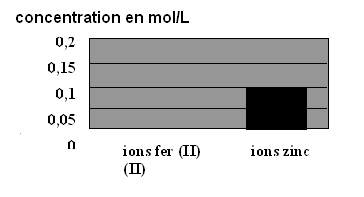 concentration en mol/L
0,2
0,15
0,1
0,05
0
ions fer (II) ions zinc
(II)